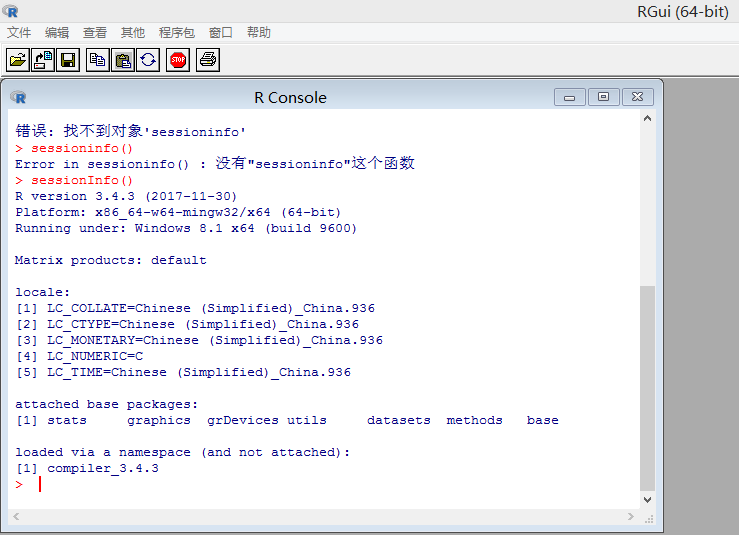 RGui (64-bit)
文件 编辑 查看 其他 程序包 窗口 帮助
STOP
R Console
错误: 找不到对象'sessioninfo'
> sessioninfo()
Error in sessioninfo() : 没有"sessioninfo"这个函数
> sessionInfo()
R version 3.4.3 (2017-11-30)
Platform: x86_64-w64-mingw32/x64 (64-bit)
Running under: Windows 8.1 x64 (build 9600)
Matrix products: default
locale:
[1] LC_COLLATE=Chinese (Simplified)_China.936
[2] LC_CTYPE=Chinese (Simplified)_China.936
[3] LC_MONETARY=Chinese (Simplified)_China.936
[4] LC_NUMERIC=C
[5] LC_TIME=Chinese (Simplified)_China.936
attached base packages:
[1] stats     graphics  grDevices utils     datasets  methods   base
loaded via a namespace (and not attached):
[1] compiler_3.4.3
>